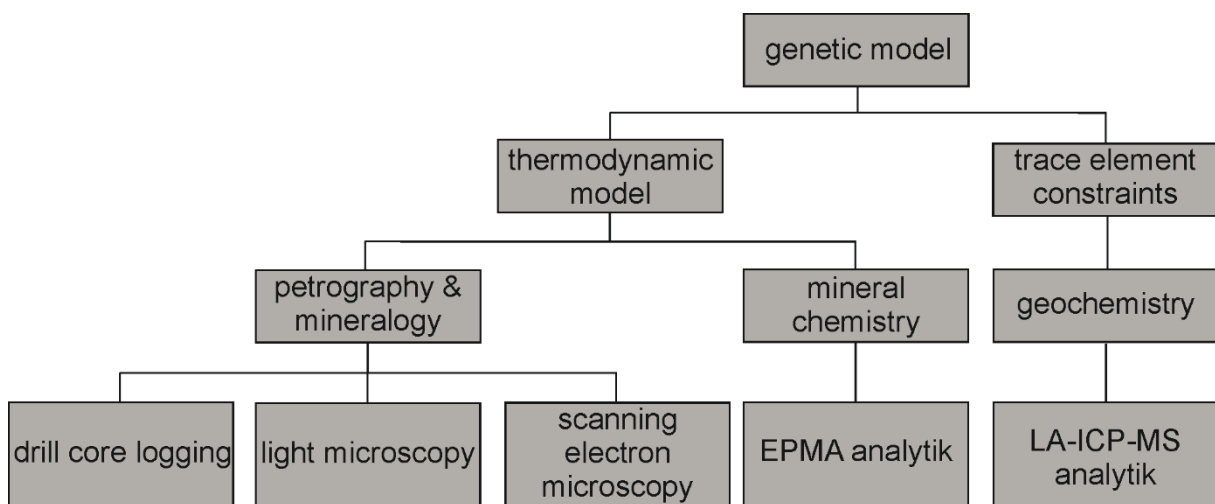 genetic model
thermodynamic
model
trace element
constraints
petrography &
mineralogy
mineral
chemistry
geochemistry
drill core logging
light microscopy
scanning
electron
microscopy
EPMA analytik
LA-ICP-MS
analytik